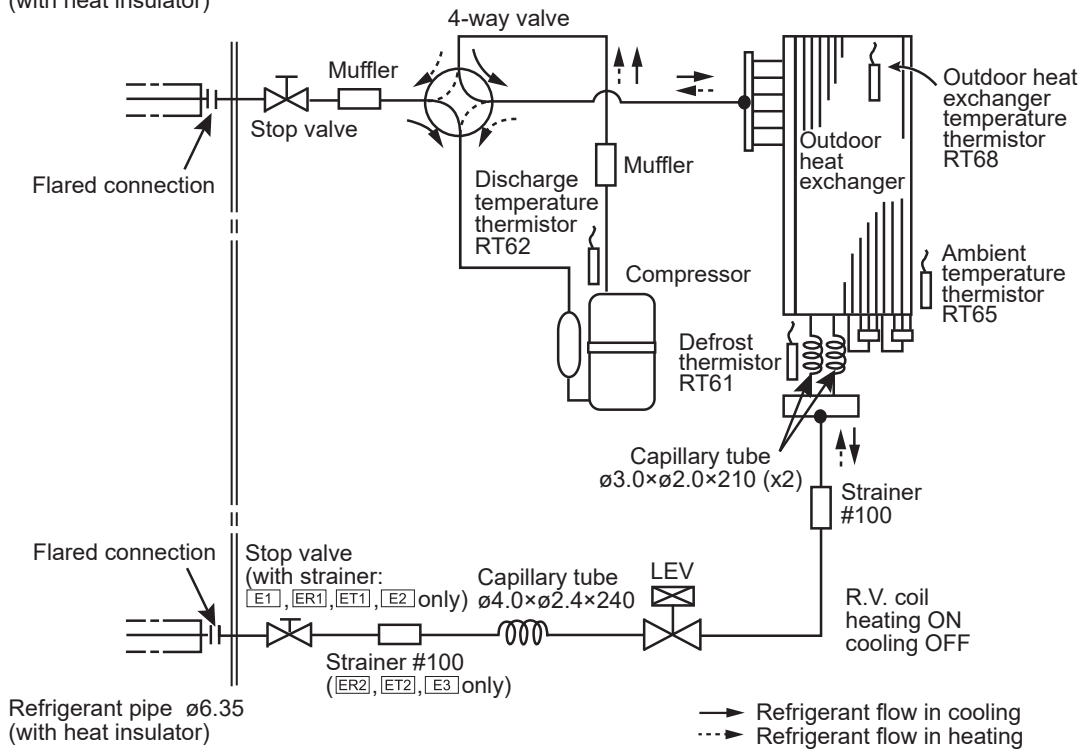 (with heat insulator)
4-way valve
Muffler
Stop valve
Flared connection
Discharge
temperature
thermistor
RT62
Muffler
Compressor
Outdoor
heat
exchanger
Outdoor heat
exchanger
temperature
thermistor
RT68
Ambient
temperature
thermistor
RT65
Defrost
thermistor
RT61
Capillary tube
ø3.0×ø2.0×210 (x2)
Strainer
#100
Flared connection
Stop valve
(with strainer:
E1, ER1, ET1, E2 only)
Capillary tube
ø4.0×ø2.4×240
LEV
R.V. coil
heating ON
cooling OFF
Strainer #100
(ER2, ET2, E3 only)
Refrigerant pipe ø6.35
(with heat insulator)
Refrigerant flow in cooling
Refrigerant flow in heating